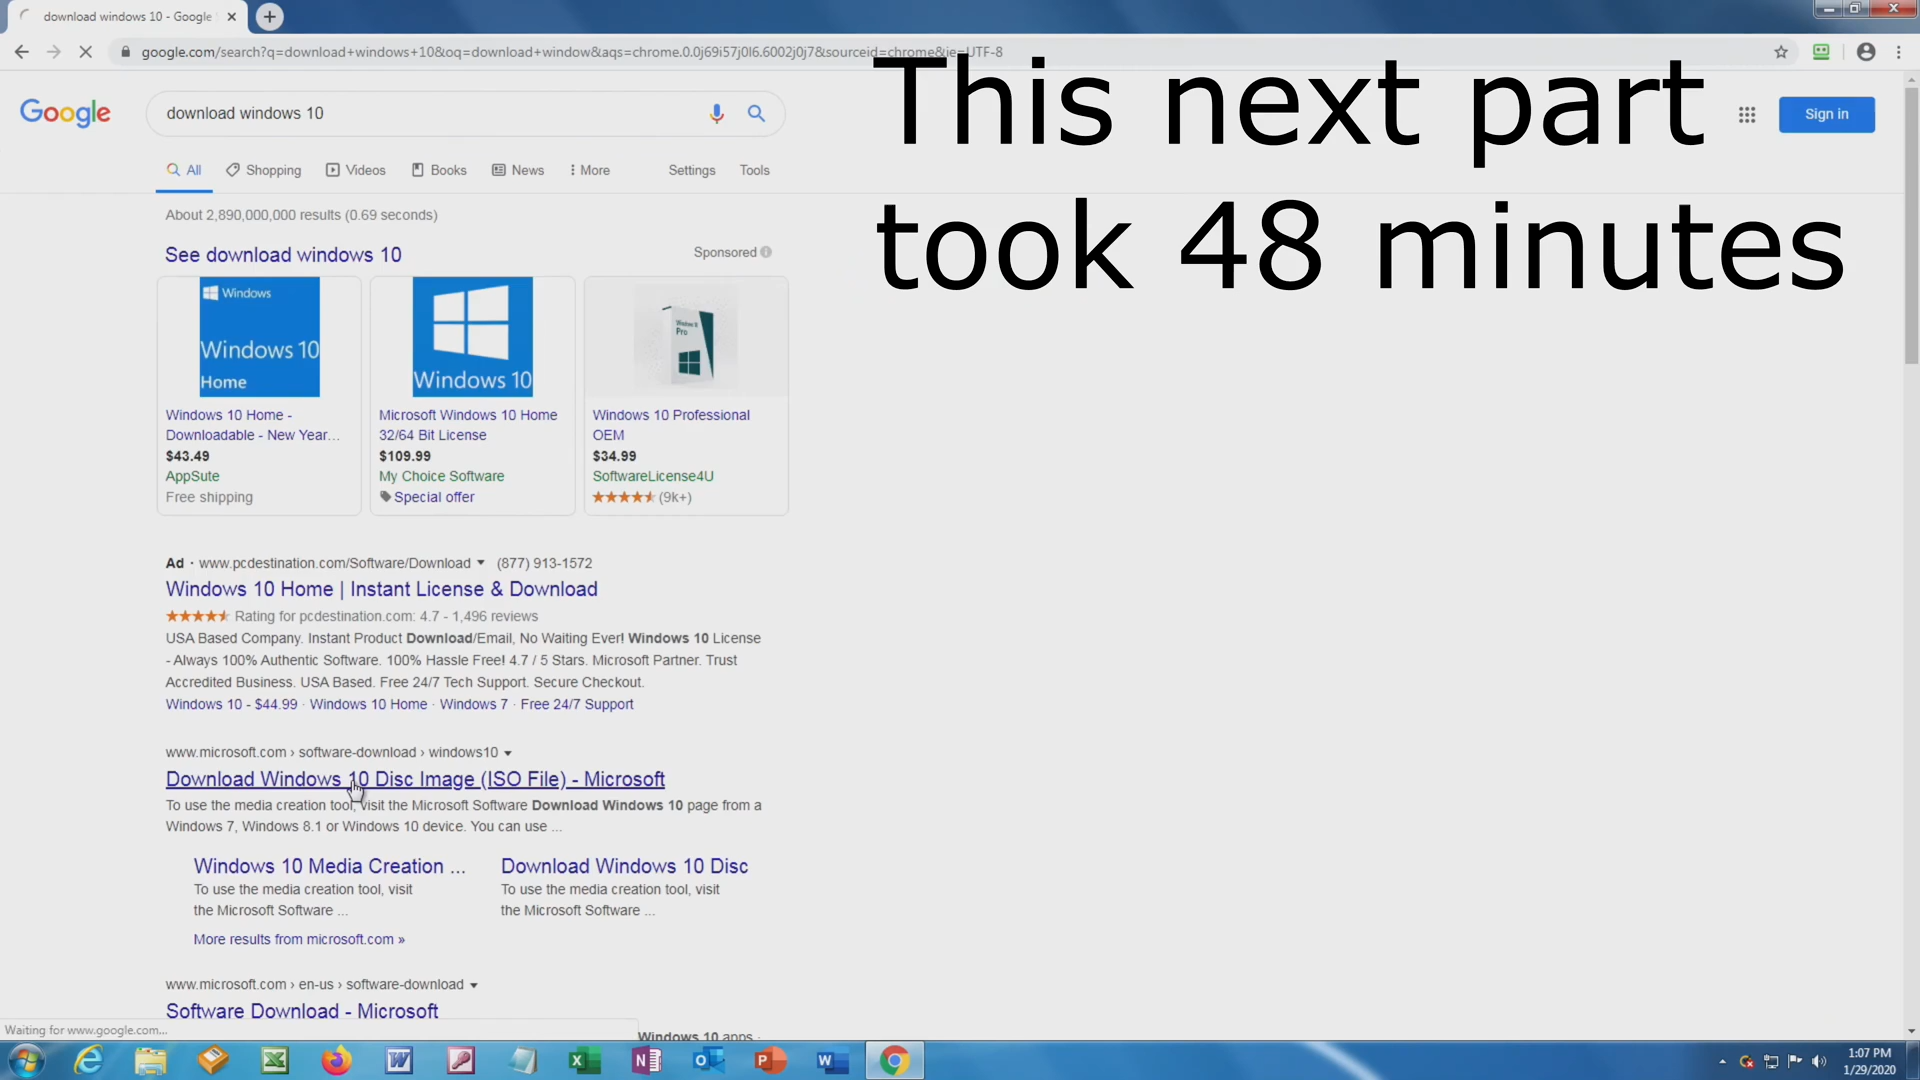 download windows 10 - Google
google.com/search?q=download+windows+10&oq=download+window&aqs=chrome.0.0j69i57j0l6.6002j0j7&sourceid=chrome&ie=UTF-8
This next part
took 48 minutes
Google
download windows 10
Sign in
All Shopping Videos Books News More Settings Tools
About 2,890,000,000 results (0.69 seconds)
See download windows 10
Sponsored
Windows
Windows 10
Home
Windows 10
Windows 10
Pro
Windows 10 Home -
Downloadable - New Year...
$43.49
AppSute
Free shipping
Microsoft Windows 10 Home
32/64 Bit License
$109.99
My Choice Software
Special offer
Windows 10 Professional
OEM
$34.99
SoftwareLicense4U
(9k+)
Ad · www.pcdestination.com/Software/Download (877) 913-1572
Windows 10 Home | Instant License & Download
Rating for pcdestination.com: 4.7 - 1,496 reviews
USA Based Company. Instant Product Download/Email, No Waiting Ever! Windows 10 License
- Always 100% Authentic Software. 100% Hassle Free! 4.7 / 5 Stars. Microsoft Partner. Trust
Accredited Business. USA Based. Free 24/7 Tech Support. Secure Checkout.
Windows 10 - $44.99 · Windows 10 Home · Windows 7 · Free 24/7 Support
www.microsoft.com › software-download › windows10
Download Windows 10 Disc Image (ISO File) - Microsoft
To use the media creation tool, visit the Microsoft Software Download Windows 10 page from a
Windows 7, Windows 8.1 or Windows 10 device. You can use ...
Windows 10 Media Creation ...
To use the media creation tool, visit
the Microsoft Software ...
Download Windows 10 Disc
To use the media creation tool, visit
the Microsoft Software ...
More results from microsoft.com »
www.microsoft.com › en-us › software-download
Software Download - Microsoft
Windows 10 apps
Waiting for www.google.com...
1:07 PM
1/29/2020